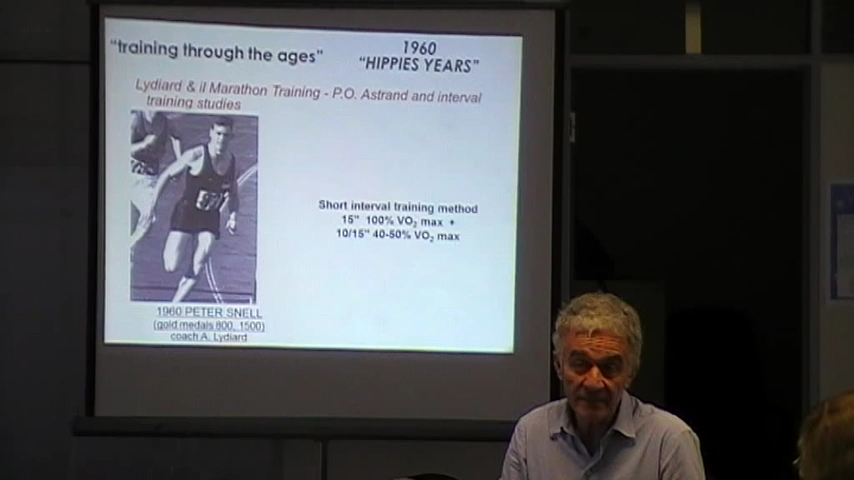 "training through the ages"
1960
"HIPPIES YEARS"
Lydiard & il Marathon Training - P.O. Astrand and interval
training studies
Short interval training method
15" 100% VO2 max +
10/15" 40-50% VO2 max
1960 PETER SNELL
(gold medals 800, 1500)
coach A. Lydiard